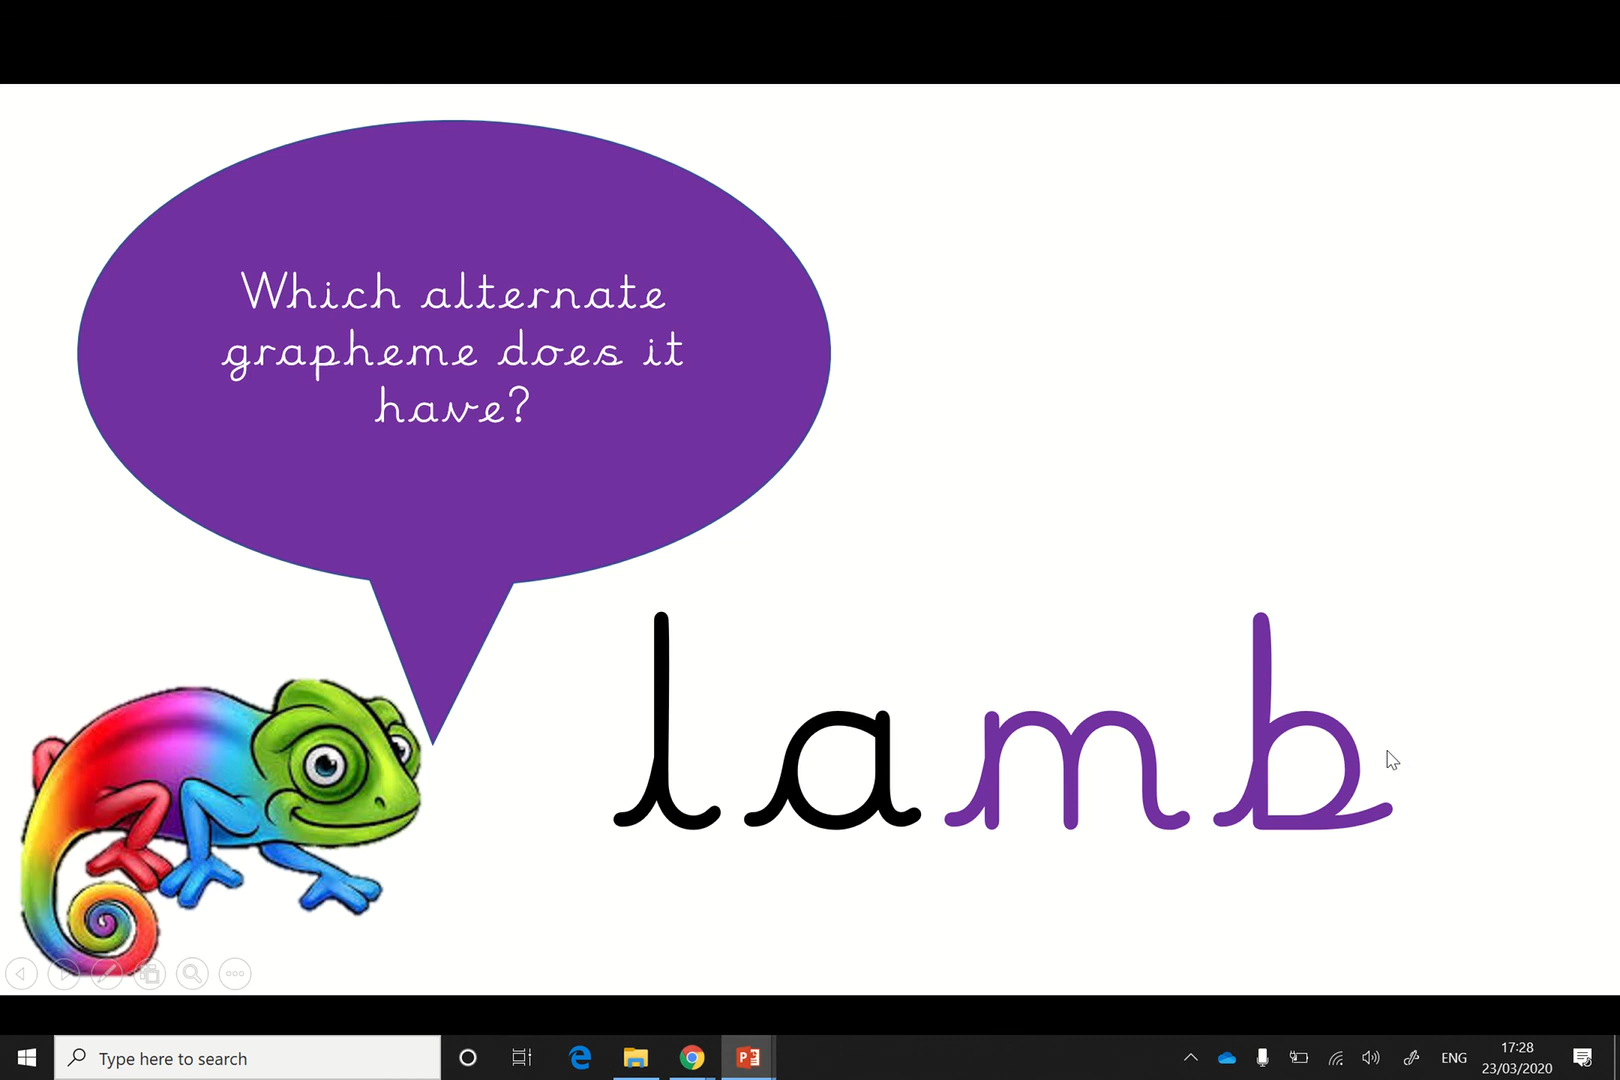 Which alternate
grapheme does it
have?
lamb
Type here to search
ENG
17:28
23/03/2020